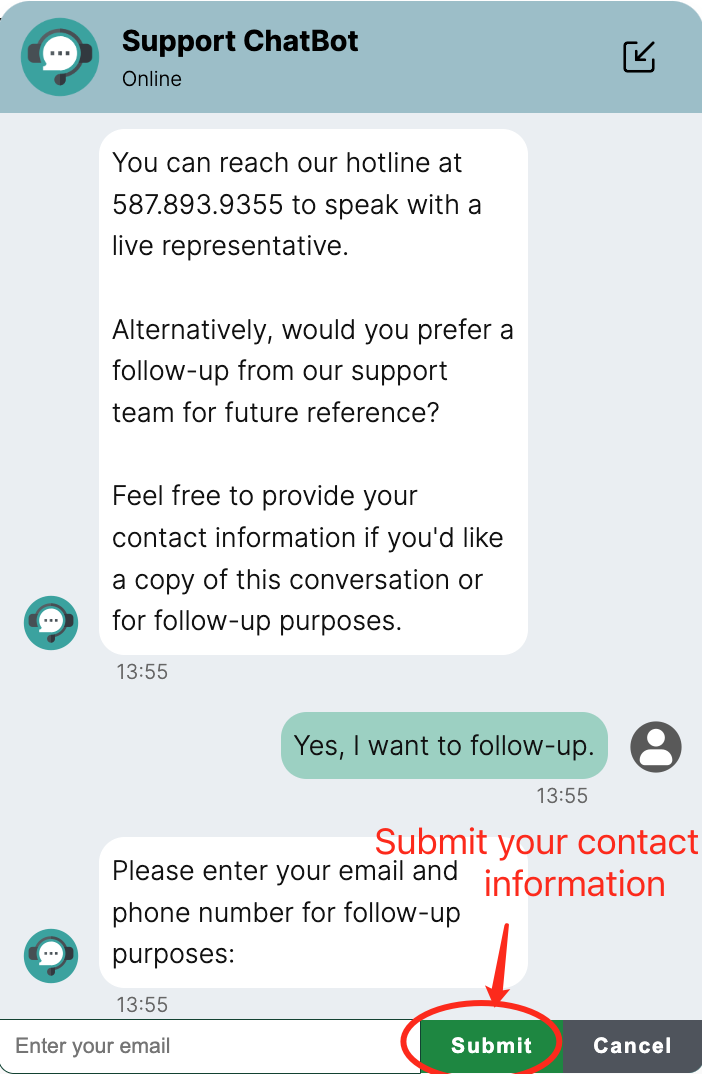 Support ChatBot
Online
You can reach our hotline at
587.893.9355 to speak with a
live representative.
Alternatively, would you prefer a
follow-up from our support
team for future reference?
Feel free to provide your
contact information if you'd like
a copy of this conversation or
for follow-up purposes.
13:55
Yes, I want to follow-up.
13:55
Submit your contact
information
Please enter your email and
phone number for follow-up
purposes:
13:55
Enter your email
Submit
Cancel